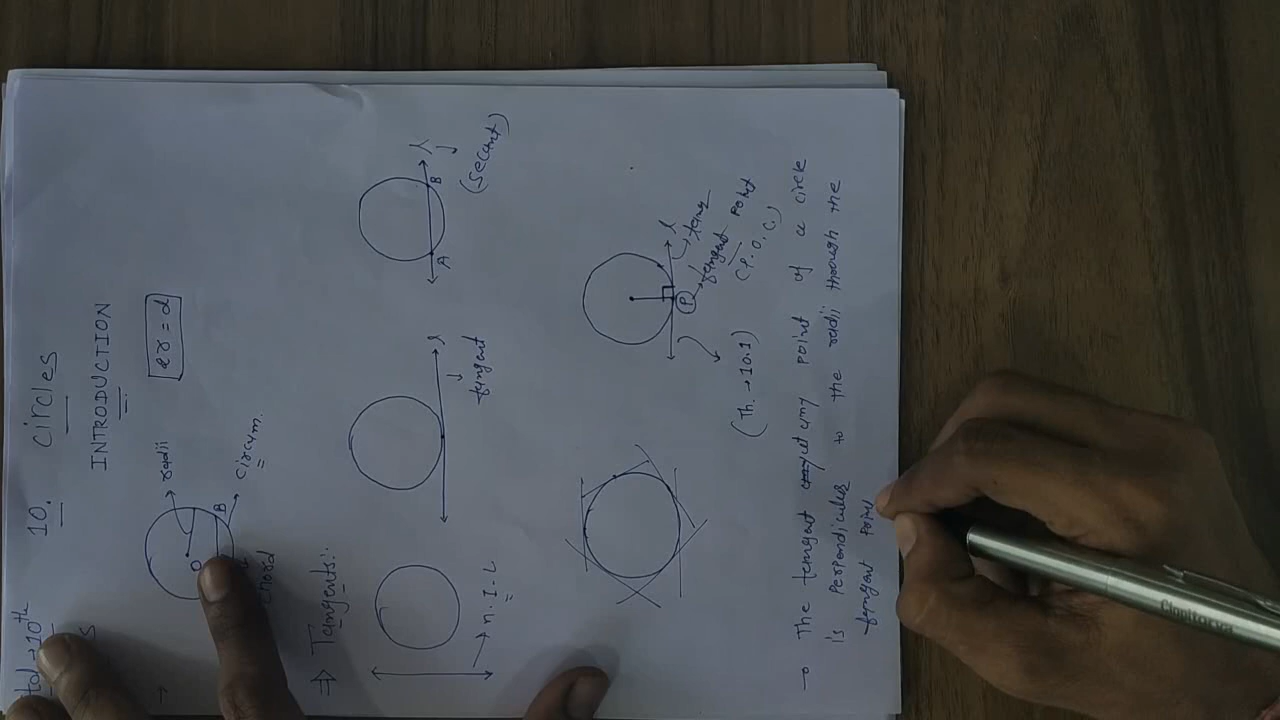 → 10th
10. Circles
INTRODUCTION
radii
2r = d
O
B
circum.
chord
⇒ Tangents:-
→ n.I.L
l
tangent
A
B
l
(Secant)
l
→ tang
P → tangent point
(P.O.C.)
(Th. → 10.1)
→ The tangent at any point of a circle
is perpendicular to the radii through the
tangent point